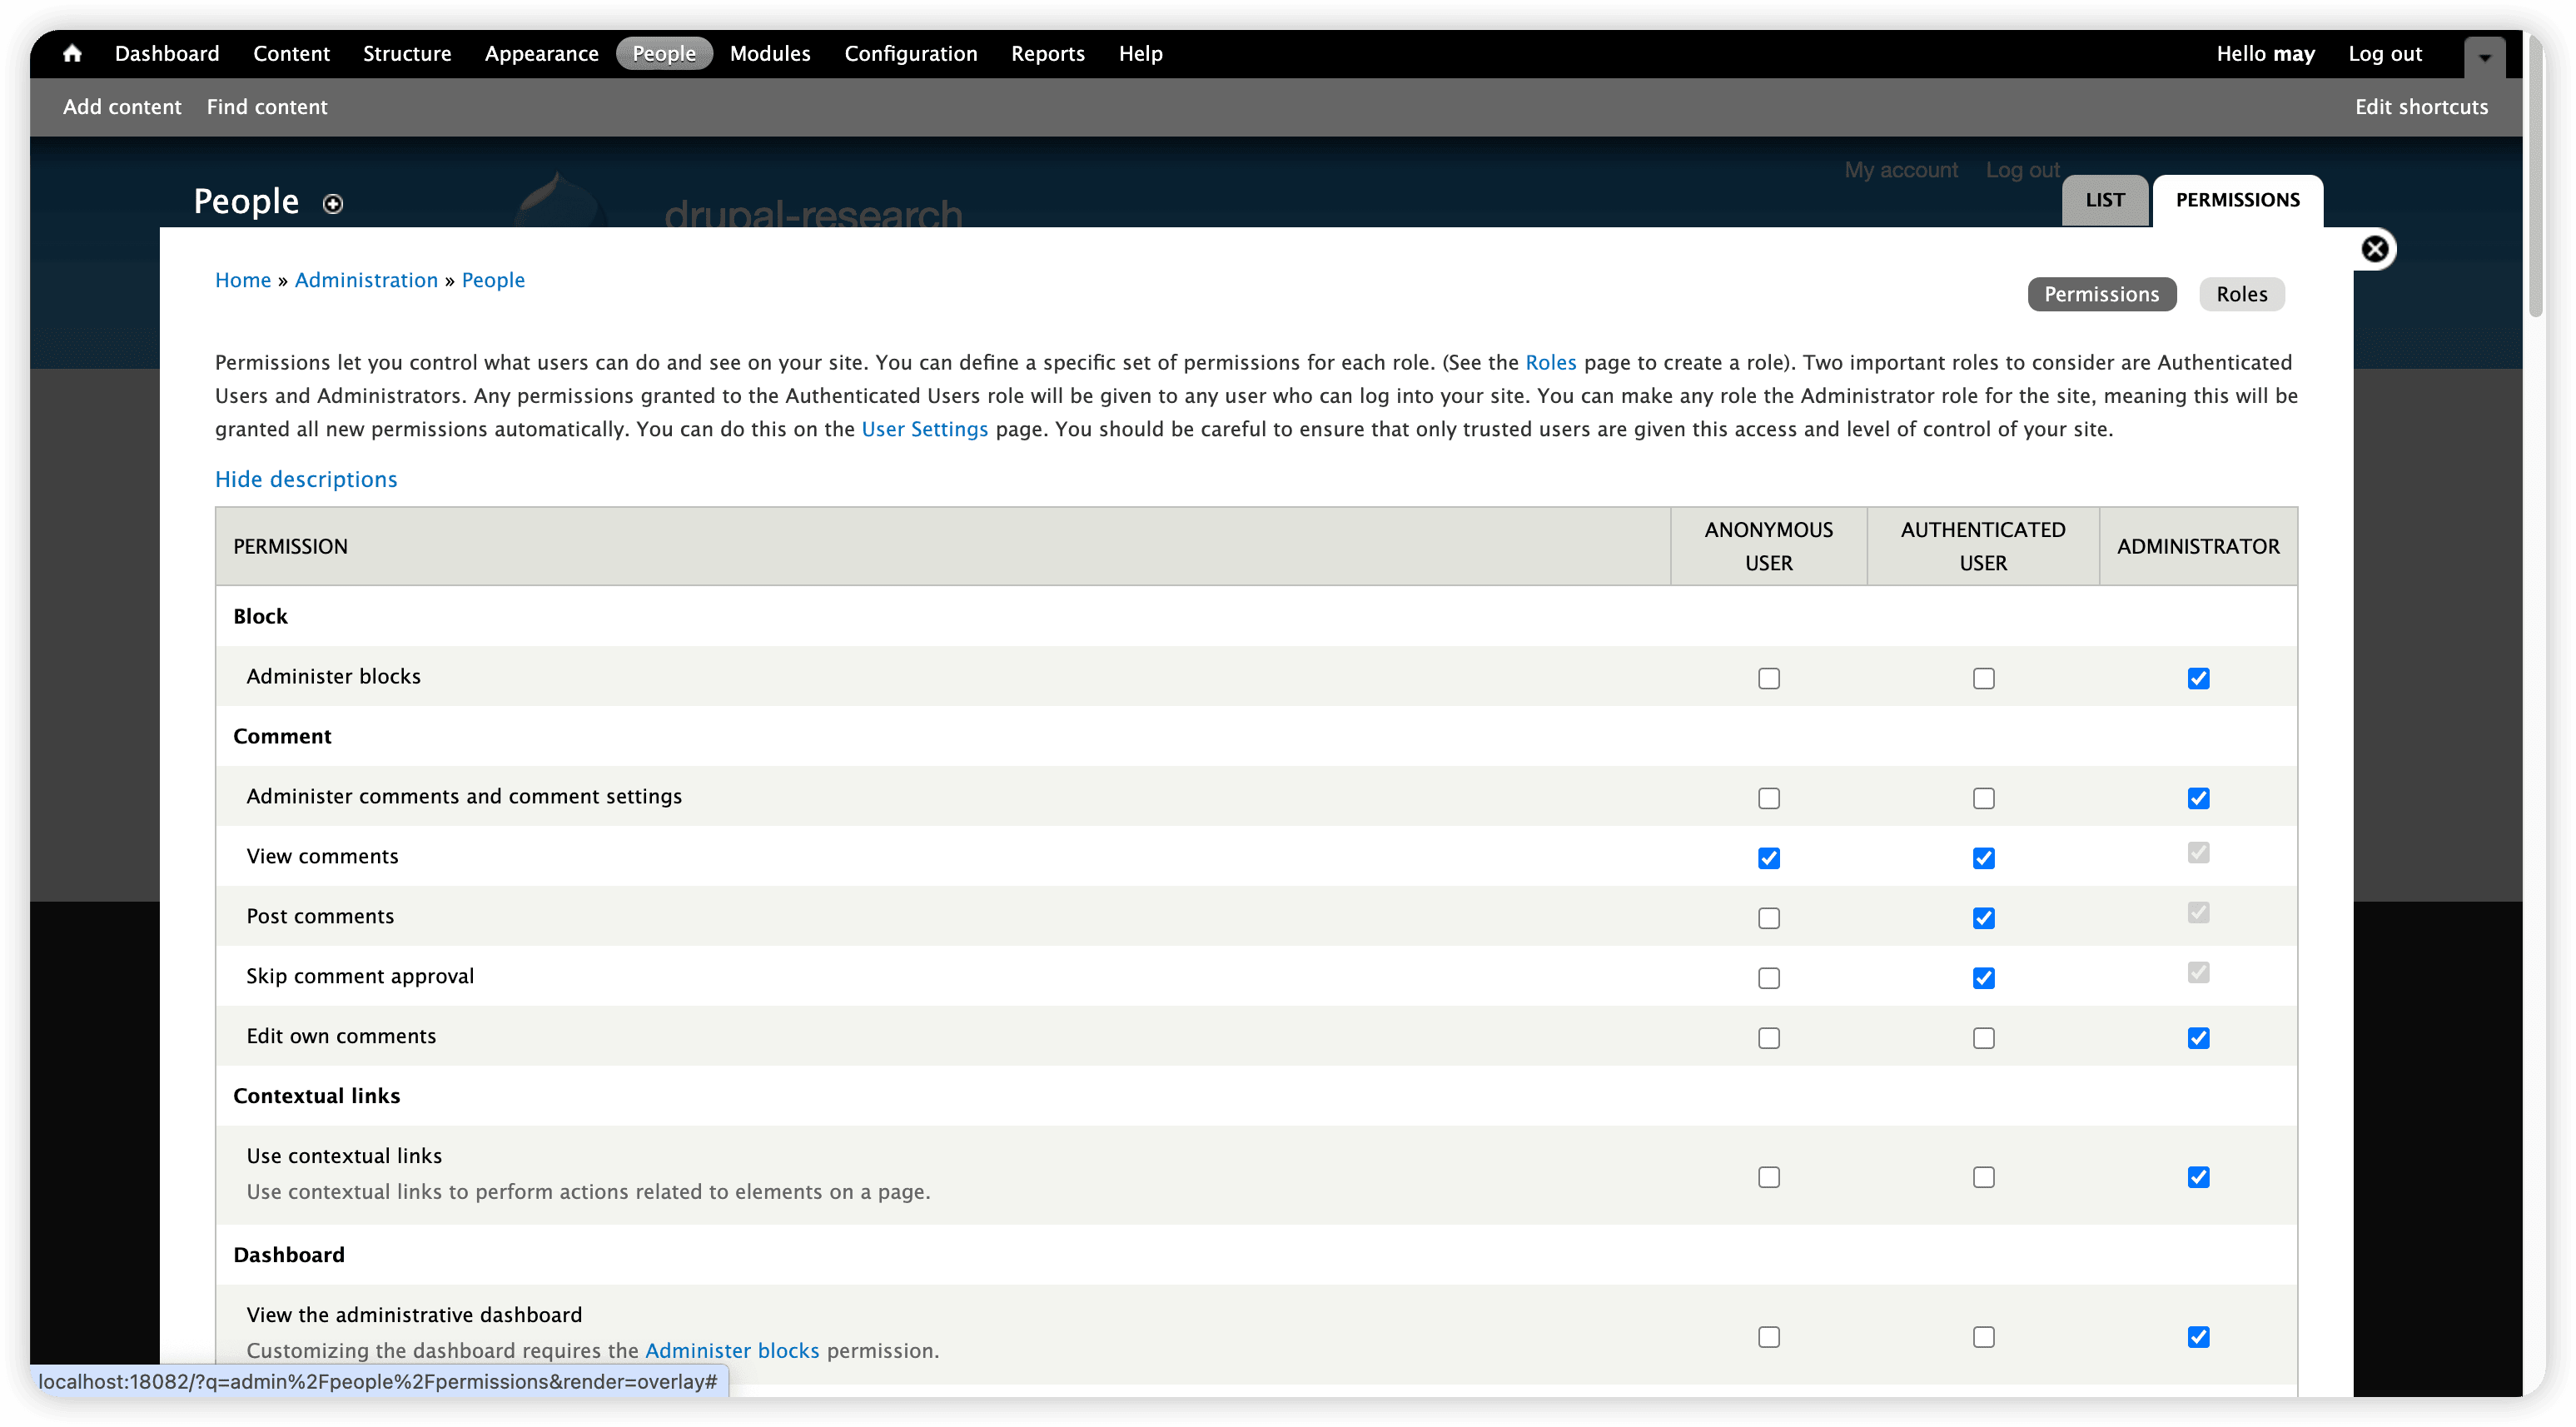 Dashboard Content Structure Appearance People Modules Configuration Reports Help Hello may Log out
Add content Find content Edit shortcuts
My account Log out
People drupal-research LIST PERMISSIONS
Home » Administration » People
Permissions Roles
Permissions let you control what users can do and see on your site. You can define a specific set of permissions for each role. (See the Roles page to create a role). Two important roles to consider are Authenticated
Users and Administrators. Any permissions granted to the Authenticated Users role will be given to any user who can log into your site. You can make any role the Administrator role for the site, meaning this will be
granted all new permissions automatically. You can do this on the User Settings page. You should be careful to ensure that only trusted users are given this access and level of control of your site.
Hide descriptions
PERMISSION ANONYMOUS USER AUTHENTICATED USER ADMINISTRATOR
Block
Administer blocks
Comment
Administer comments and comment settings
View comments
Post comments
Skip comment approval
Edit own comments
Contextual links
Use contextual links
Use contextual links to perform actions related to elements on a page.
Dashboard
View the administrative dashboard
Customizing the dashboard requires the Administer blocks permission.
localhost:18082/?q=admin%2Fpeople%2Fpermissions&render=overlay#